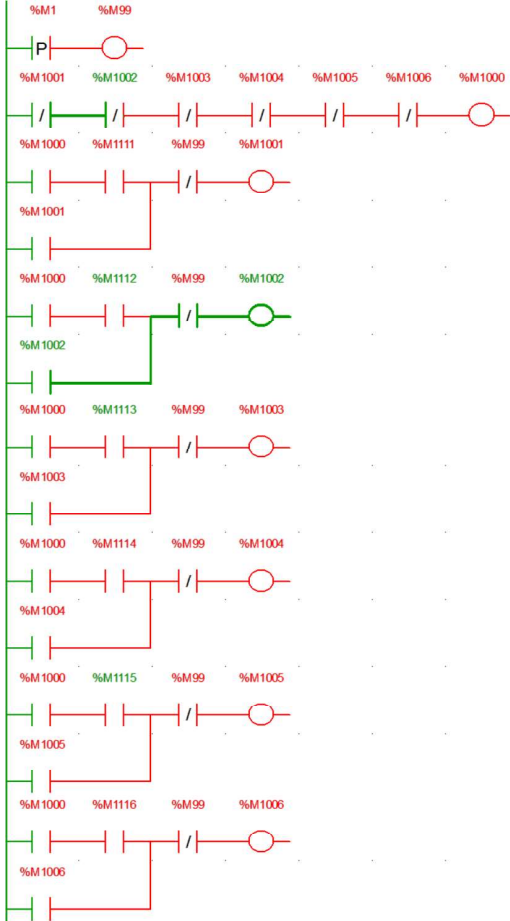 %M1 %M99
P
%M1001 %M1002 %M1003 %M1004 %M1005 %M1006 %M1000
/ / / / / /
%M1000 %M1111 %M99 %M1001
/
%M1001
%M1000 %M1112 %M99 %M1002
/
%M1002
%M1000 %M1113 %M99 %M1003
/
%M1003
%M1000 %M1114 %M99 %M1004
/
%M1004
%M1000 %M1115 %M99 %M1005
/
%M1005
%M1000 %M1116 %M99 %M1006
/
%M1006